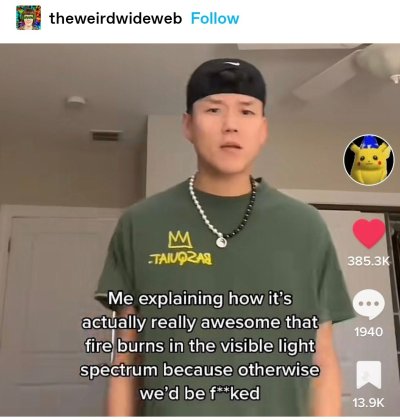 theweirdwideweb Follow
BASQUIAT.
385.3K
1940
Me explaining how it's
actually really awesome that
fire burns in the visible light
spectrum because otherwise
we'd be f**ked
13.9K